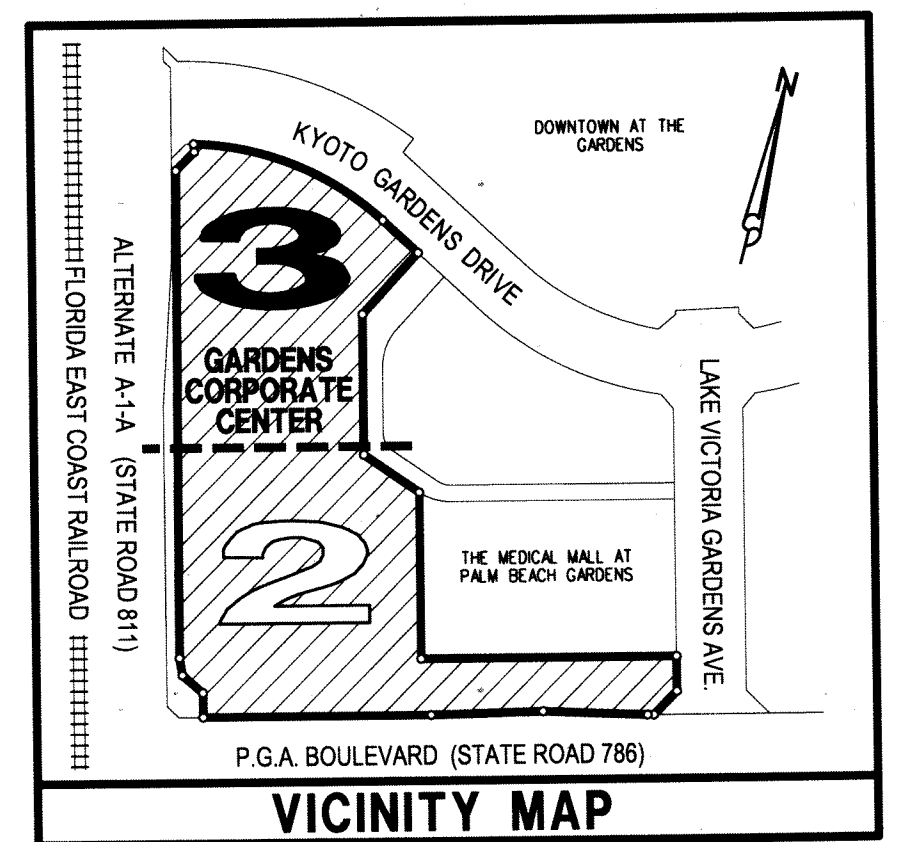 N
DOWNTOWN AT THE
GARDENS
KYOTO GARDENS DRIVE
3
GARDENS
CORPORATE
CENTER
ALTERNATE A-1-A (STATE ROAD 811)
FLORIDA EAST COAST RAILROAD
LAKE VICTORIA GARDENS AVE.
2
THE MEDICAL MALL AT
PALM BEACH GARDENS
P.G.A. BOULEVARD (STATE ROAD 786)
VICINITY MAP